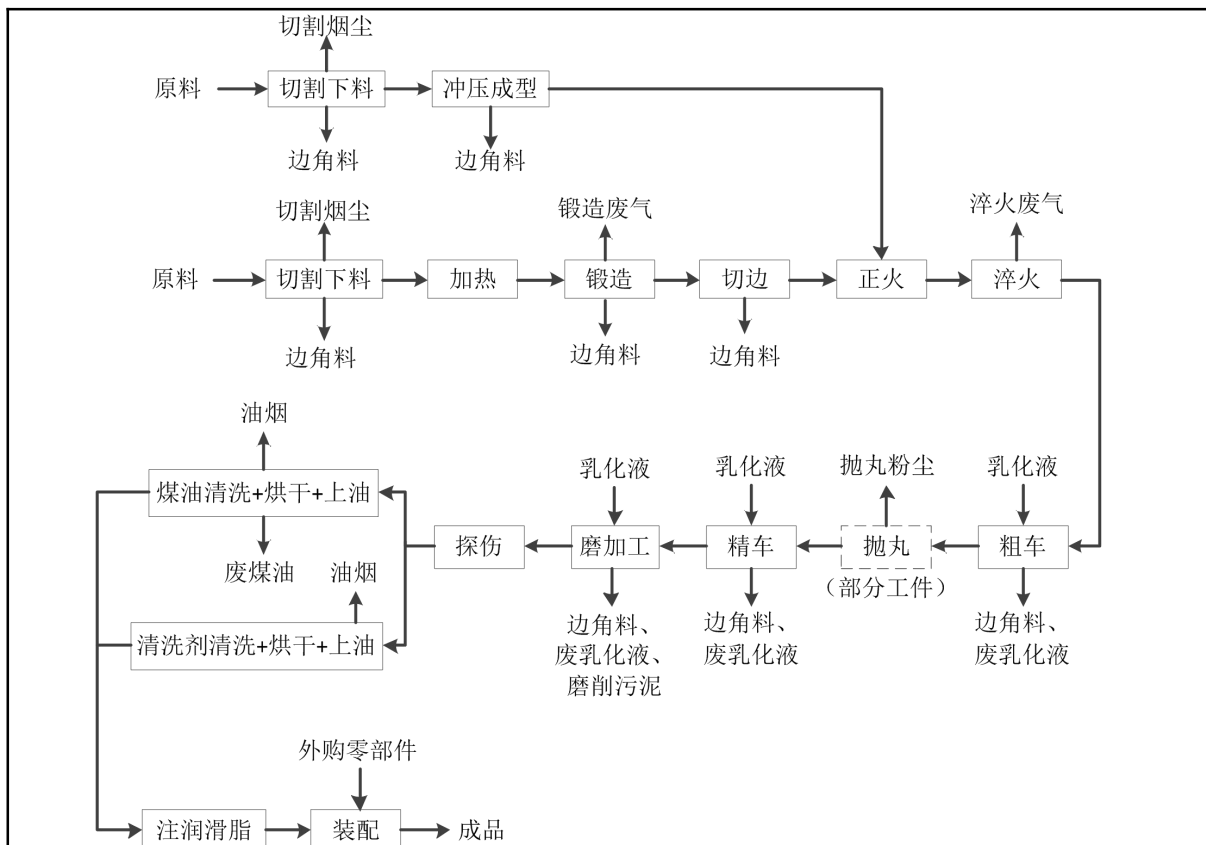 切割烟尘
原料
切割下料
冲压成型
边角料
边角料
切割烟尘
锻造废气
淬火废气
原料
切割下料
加热
锻造
切边
正火
淬火
边角料
边角料
边角料
油烟
乳化液
乳化液
抛丸粉尘
乳化液
煤油清洗+烘干+上油
探伤
磨加工
精车
抛丸
粗车
废煤油
油烟
（部分工件）
清洗剂清洗+烘干+上油
边角料、
废乳化液、
磨削污泥
边角料、
废乳化液
边角料、
废乳化液
外购零部件
注润滑脂
装配
成品